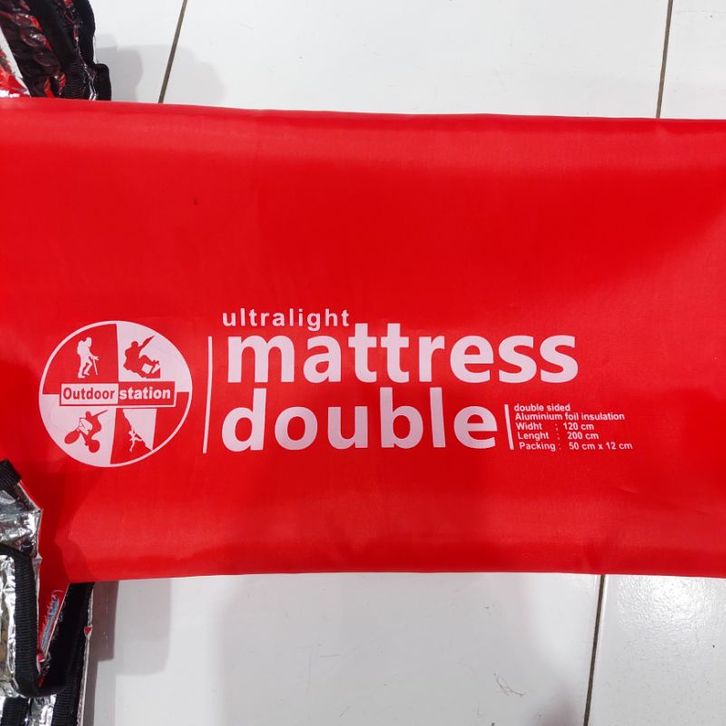 Outdoor station
ultralight
mattress
double
double sided
Aluminium foil insulation
Widht : 120 cm
Lenght : 200 cm
Packing : 50 cm x 12 cm